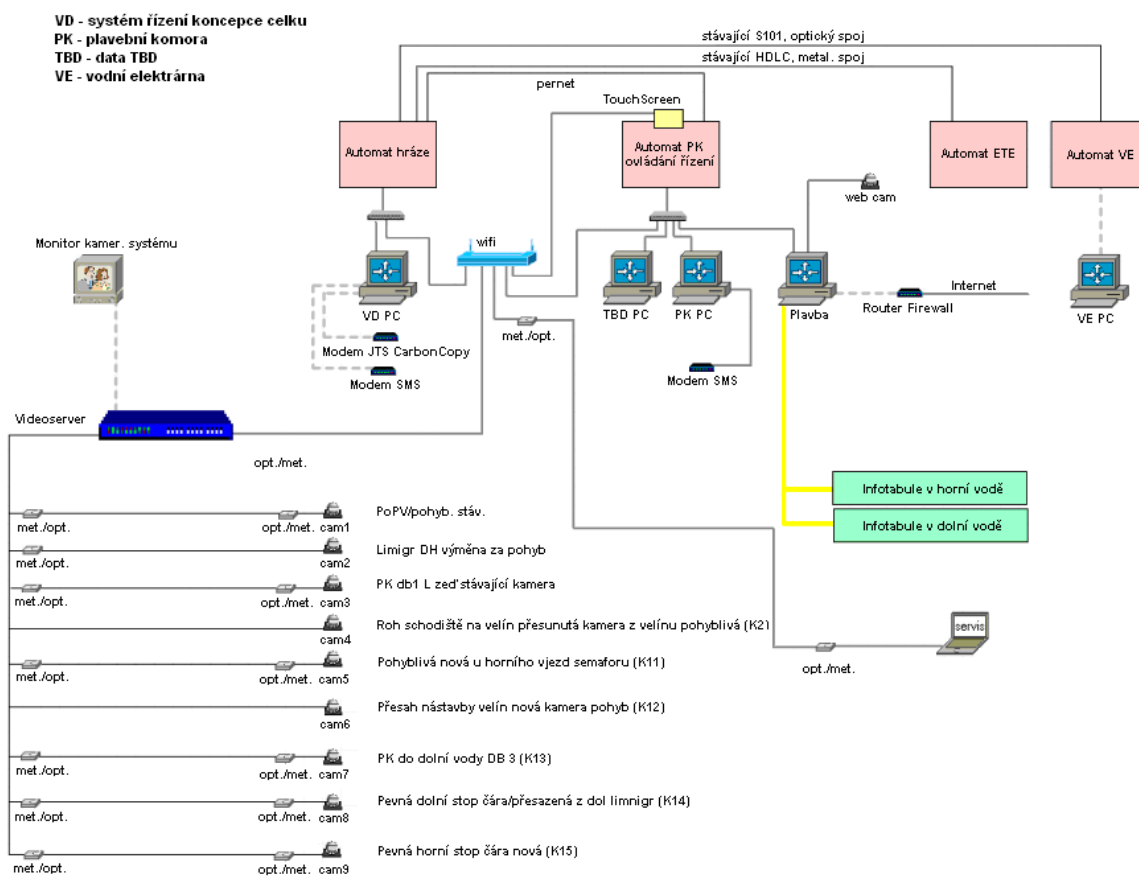 VD - systém řízení koncepce celku
PK - plavební komora
TBD - data TBD
VE - vodní elektrárna
stávající S101, optický spoj
stávající HDLC, metal. spoj
pernet
TouchScreen
Automat hráze
Automat PK
ovládání řízení
Automat ETE
Automat VE
web cam
Monitor kamer. systému
wifi
Internet
VD PC
TBD PC
PK PC
Plavba
Router Firewall
VE PC
met./opt.
Modem JTS CarbonCopy
Modem SMS
Modem SMS
Videoserver
opt./met.
Infotabule v horní vodě
Infotabule v dolní vodě
met./opt.
opt./met. cam1
PoPV/pohyb. stáv.
met./opt.
cam2
Limigr DH výměna za pohyb
met./opt.
opt./met. cam3
PK db1 L zeď stávající kamera
cam4
Roh schodiště na velín přesunutá kamera z velínu pohyblivá (K2)
servis
opt./met.
met./opt.
opt./met. cam5
Pohyblivá nová u horního vjezd semaforu (K11)
cam6
Přesah nástavby velín nová kamera pohyb (K12)
met./opt.
opt./met. cam7
PK do dolní vody DB 3 (K13)
met./opt.
opt./met. cam8
Pevná dolní stop čára/přesazená z dol limnigr (K14)
met./opt.
opt./met. cam9
Pevná horní stop čára nová (K15)